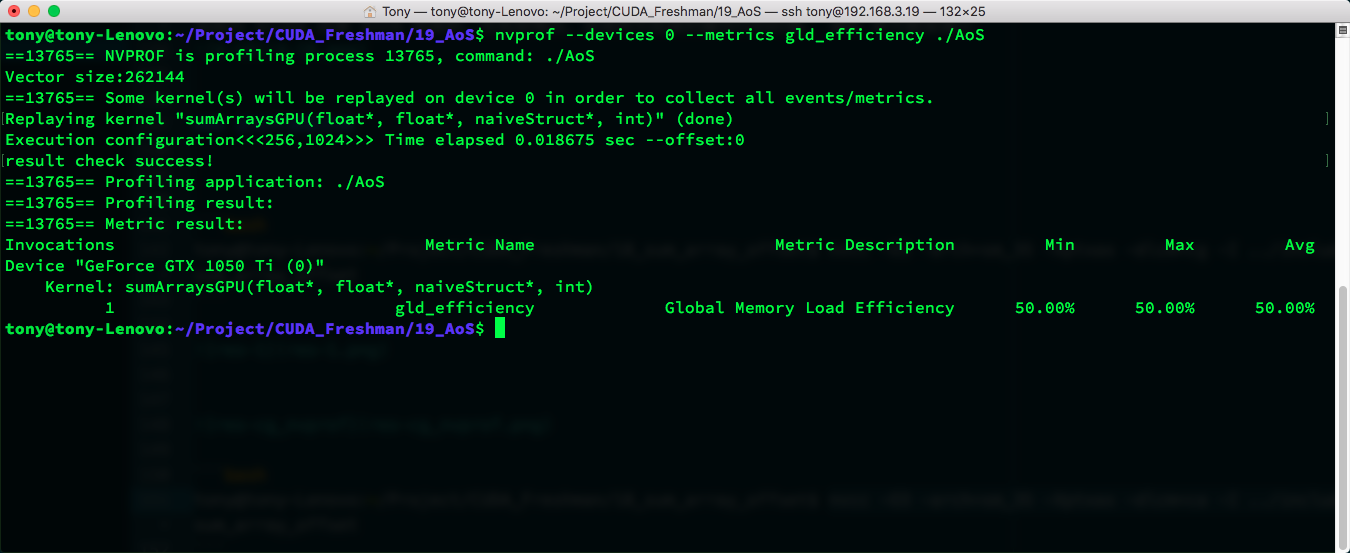 Tony — tony@tony-Lenovo: ~/Project/CUDA_Freshman/19_AoS — ssh tony@192.168.3.19 — 132×25
tony@tony-Lenovo:~/Project/CUDA_Freshman/19_AoS$ nvprof --devices 0 --metrics gld_efficiency ./AoS
==13765== NVPROF is profiling process 13765, command: ./AoS
Vector size:262144
==13765== Some kernel(s) will be replayed on device 0 in order to collect all events/metrics.
Replaying kernel "sumArraysGPU(float*, float*, naiveStruct*, int)" (done)
Execution configuration<<<256,1024>>> Time elapsed 0.018675 sec --offset:0
result check success!
==13765== Profiling application: ./AoS
==13765== Profiling result:
==13765== Metric result:
Invocations Metric Name Metric Description Min Max Avg
Device "GeForce GTX 1050 Ti (0)"
Kernel: sumArraysGPU(float*, float*, naiveStruct*, int)
1 gld_efficiency Global Memory Load Efficiency 50.00% 50.00% 50.00%
tony@tony-Lenovo:~/Project/CUDA_Freshman/19_AoS$